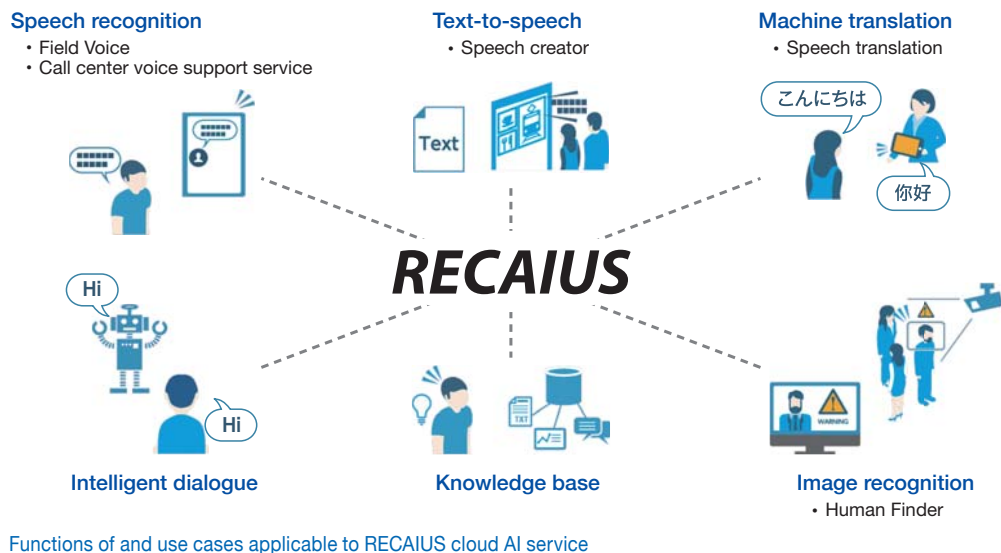 Speech recognition
• Field Voice
• Call center voice support service
Text-to-speech
• Speech creator
Machine translation
• Speech translation
Text
こんにちは
你好
RECAIUS
Hi
Hi
TXT
WARNING
Intelligent dialogue
Knowledge base
Image recognition
• Human Finder
Functions of and use cases applicable to RECAIUS cloud AI service